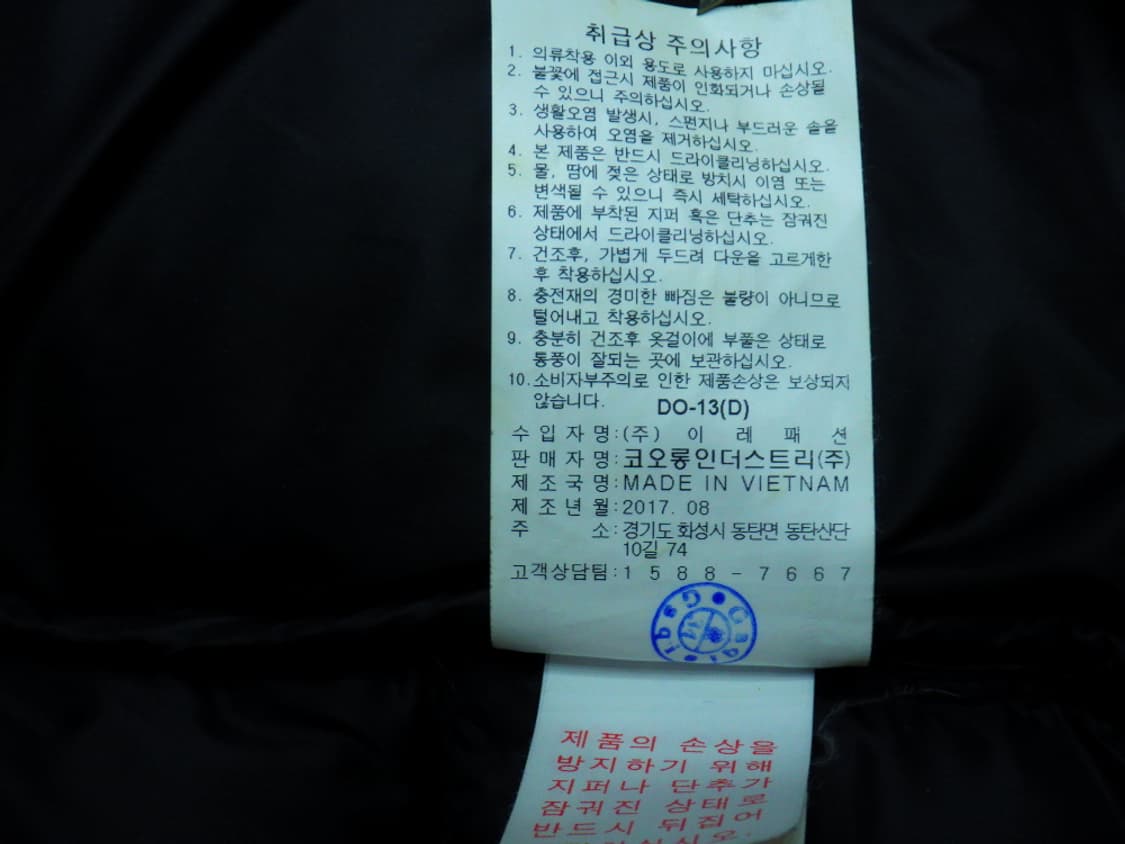 취급상 주의사항
1. 의류착용 이외 용도로 사용하지 마십시오.
2. 불꽃에 접근시 제품이 인화되거나 손상될
수 있으니 주의하십시오.
3. 생활오염 발생시, 스펀지나 부드러운 솔을
사용하여 오염을 제거하십시오.
4. 본 제품은 반드시 드라이클리닝하십시오.
5. 물, 땀에 젖은 상태로 방치시 이염 또는
변색될 수 있으니 즉시 세탁하십시오.
6. 제품에 부착된 지퍼 혹은 단추는 잠궈진
상태에서 드라이클리닝하십시오.
7. 건조후, 가볍게 두드려 다운을 고르게한
후 착용하십시오.
8. 충전재의 경미한 빠짐은 불량이 아니므로
털어내고 착용하십시오.
9. 충분히 건조후 옷걸이에 부풀은 상태로
통풍이 잘되는 곳에 보관하십시오.
10.소비자부주의로 인한 제품손상은 보상되지
않습니다.
DO-13(D)
수 입 자 명:(주) 이 레 패 션
판 매 자 명:코오롱인더스트리(주)
제 조 국 명:MADE IN VIETNAM
제 조 년 월:2017. 08
주 소:경기도 화성시 동탄면 동탄산단
10길 74
고객상담팀:1588-7667
제품의 손상을
방지하기 위해
지퍼나 단추가
잠궈진 상태로
반드시 뒤집어